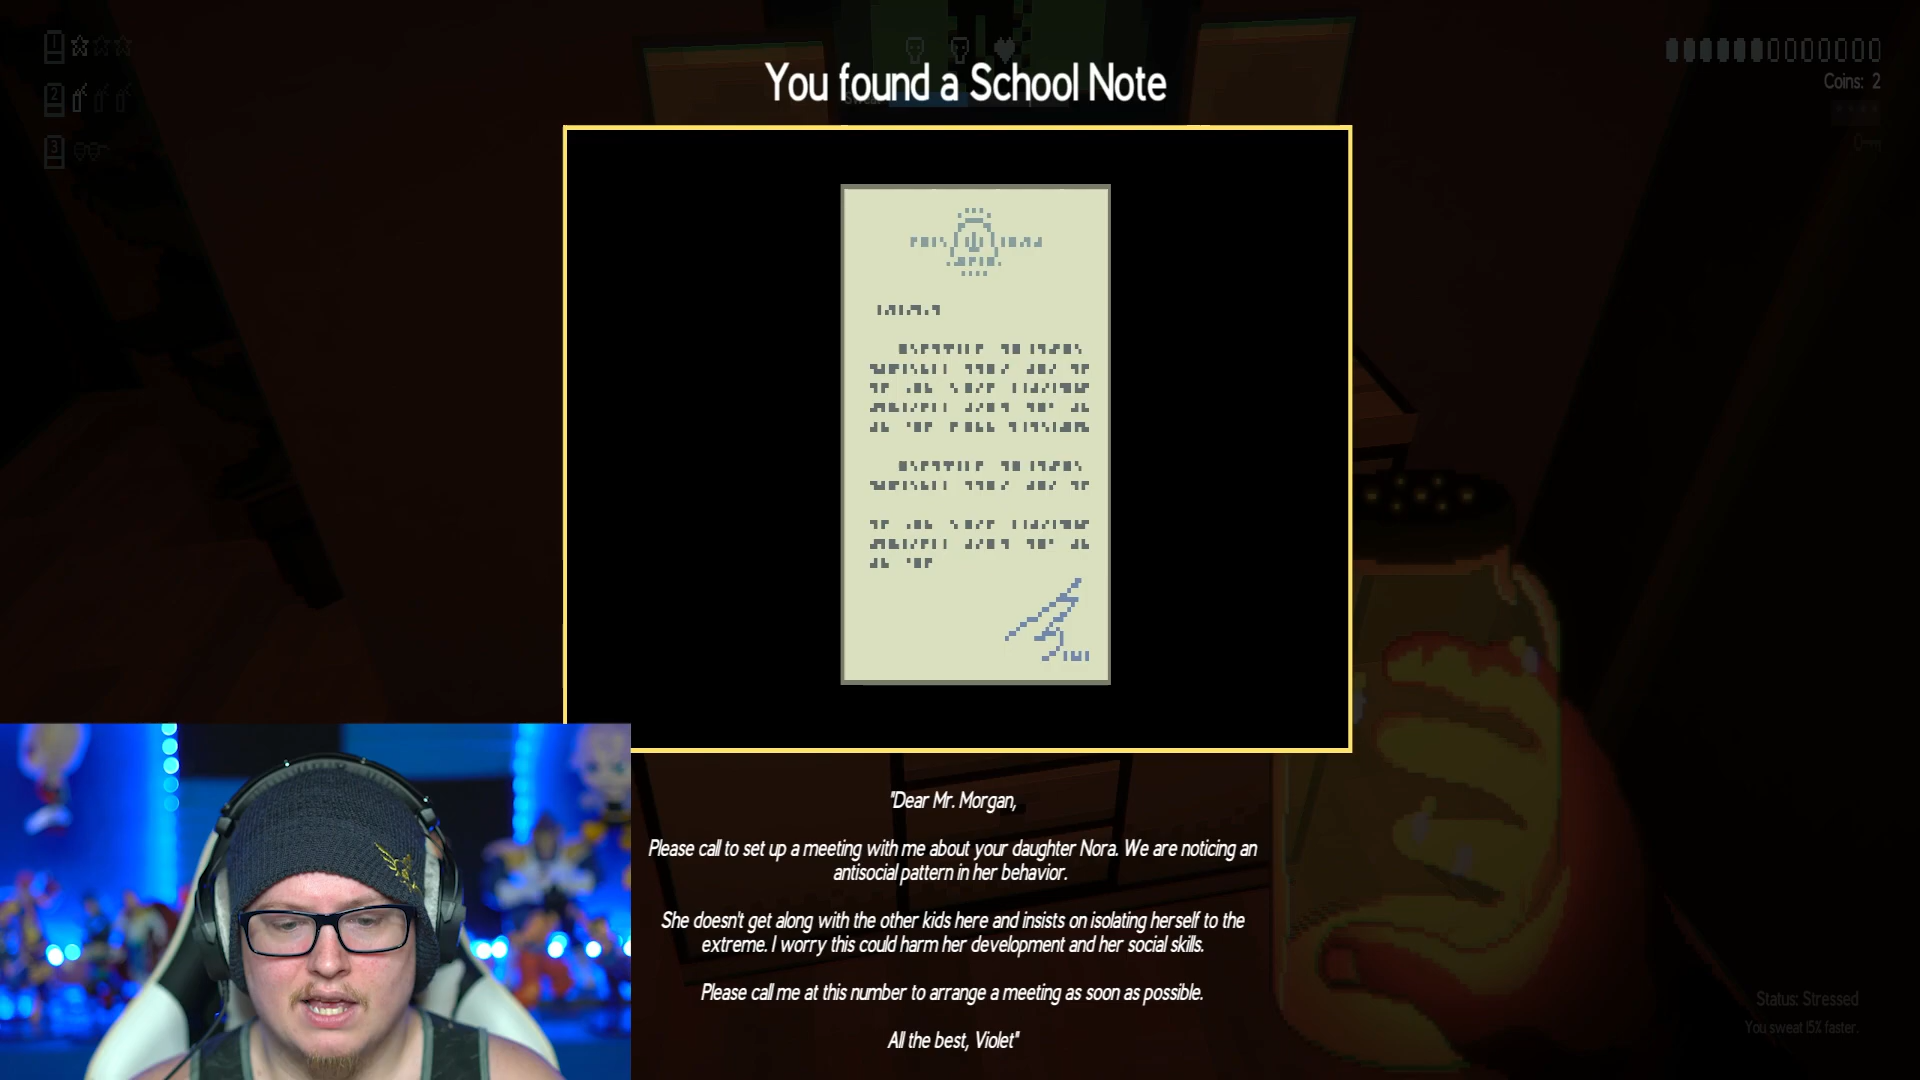 You found a School Note
1
2
3
Coins: 2
"Dear Mr. Morgan,
Please call to set up a meeting with me about your daughter Nora. We are noticing an
antisocial pattern in her behavior.
She doesn't get along with the other kids here and insists on isolating herself to the
extreme. I worry this could harm her development and her social skills.
Please call me at this number to arrange a meeting as soon as possible.
All the best, Violet"
Status: Stressed
You sweat 15% faster.